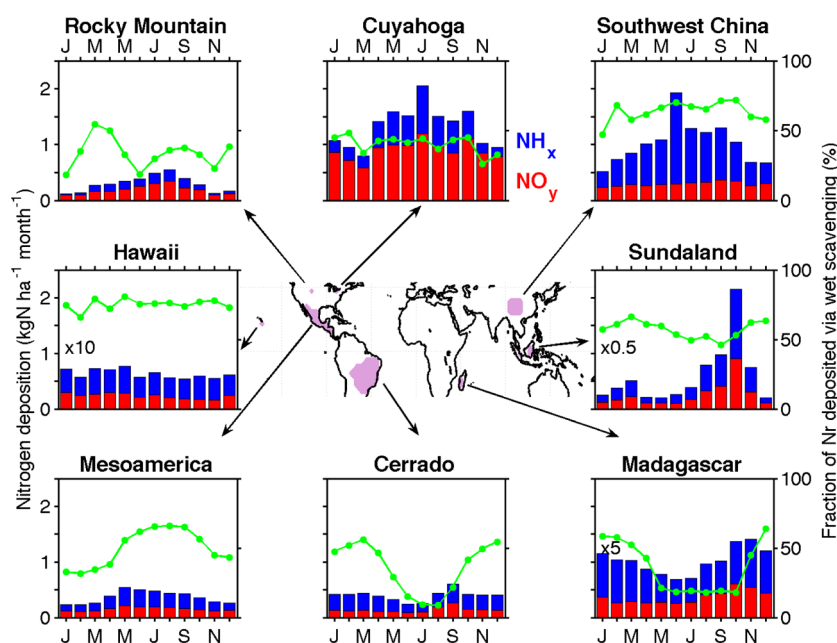 Rocky Mountain
Cuyahoga
Southwest China
J M M J S N
J M M J S N
J M M J S N
2
1
0
NHx
NOy
100
50
0
Hawaii
Sundaland
2
1
0
x10
x0.5
100
50
0
Mesoamerica
Cerrado
Madagascar
2
1
0
x5
100
50
0
J M M J S N
J M M J S N
J M M J S N
Nitrogen deposition (kgN ha⁻¹ month⁻¹)
Fraction of Nr deposited via wet scavenging (%)